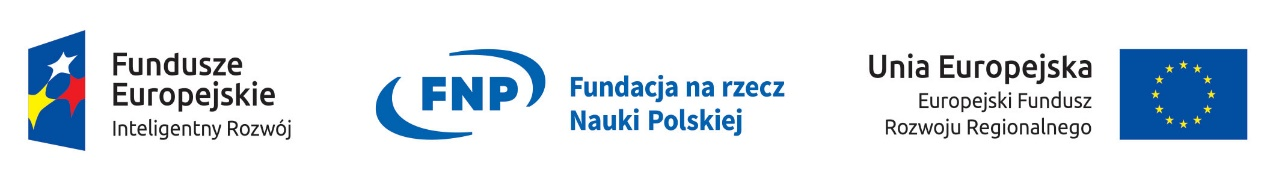 Fundusze
Europejskie
Inteligentny Rozwój
FNP
Fundacja na rzecz
Nauki Polskiej
Unia Europejska
Europejski Fundusz
Rozwoju Regionalnego